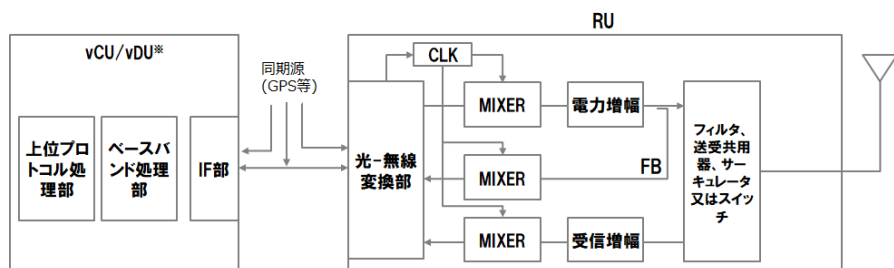 RU
vCU/vDU※
同期源
(GPS等)
CLK
MIXER
電力増幅
上位プロ
トコル処理
部
ベースバ
ンド処理
部
IF部
光-無線
変換部
MIXER
FB
フィルタ、
送受共用
器、サー
キュレータ
又はスイッ
チ
MIXER
受信増幅